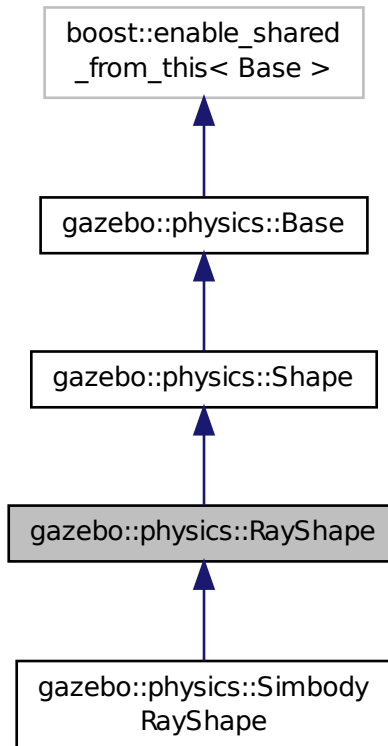 boost::enable_shared
_from_this< Base >
gazebo::physics::Base
gazebo::physics::Shape
gazebo::physics::RayShape
gazebo::physics::Simbody
RayShape